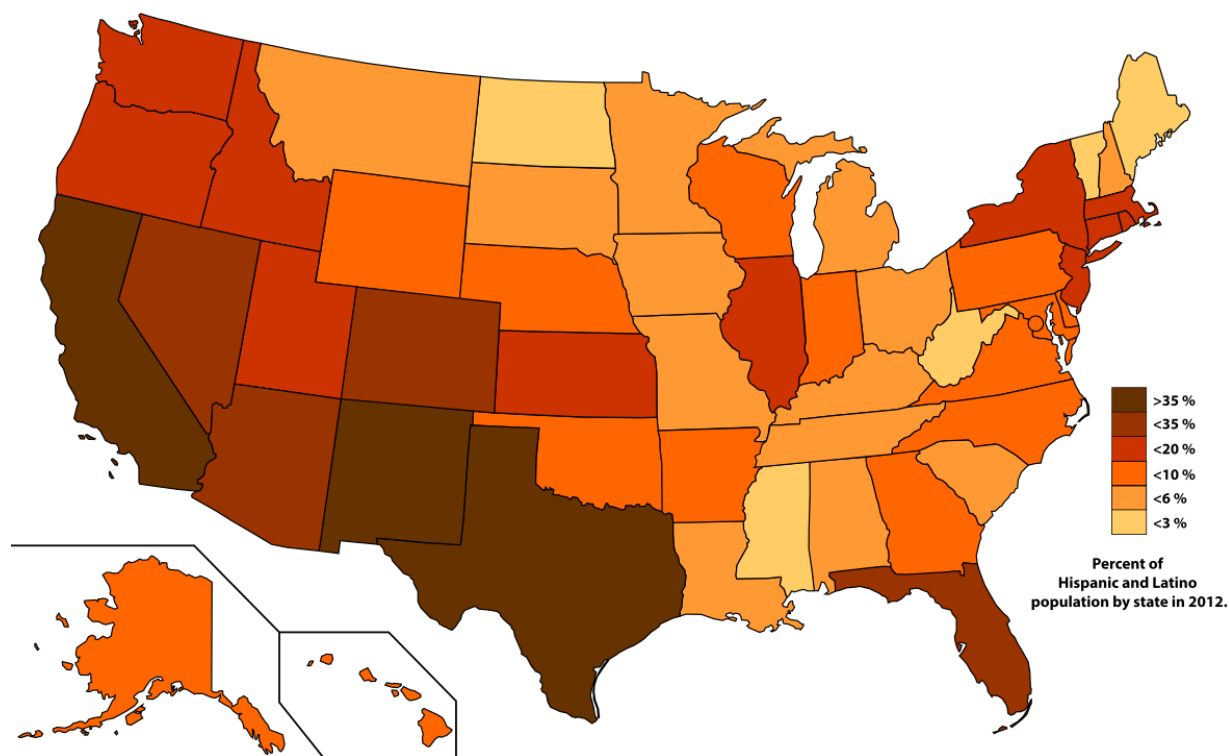 >35 %
<35 %
<20 %
<10 %
<6 %
<3 %
Percent of
Hispanic and Latino
population by state in 2012.